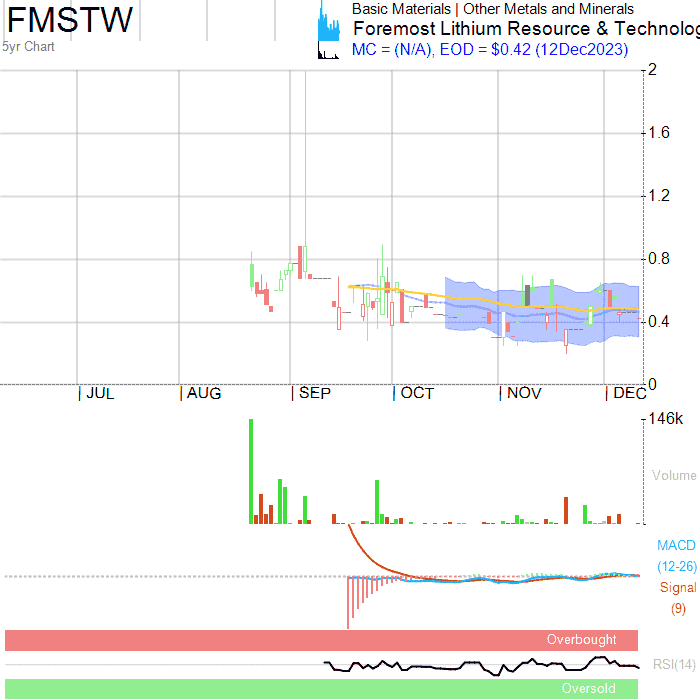 FMSTW
5yr Chart
Basic Materials | Other Metals and Minerals
Foremost Lithium Resource & Technolog
MC = (N/A), EOD = $0.42 (12Dec2023)
2
1.6
1.2
0.8
0.4
0
JUL AUG SEP OCT NOV DEC
146k
Volume
MACD
(12-26)
Signal
(9)
Overbought
RSI(14)
Oversold